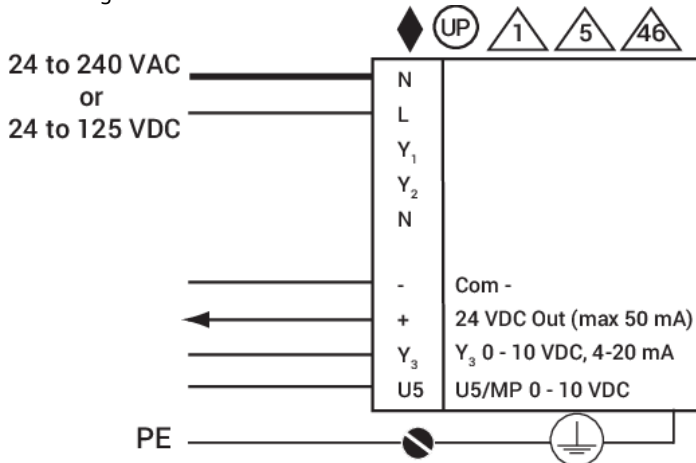 UP 1 5 46
24 to 240 VAC
or
24 to 125 VDC
N
L
Y₁
Y₂
N
- Com -
+ 24 VDC Out (max 50 mA)
Y₃ Y₃ 0 - 10 VDC, 4-20 mA
U5 U5/MP 0 - 10 VDC
PE